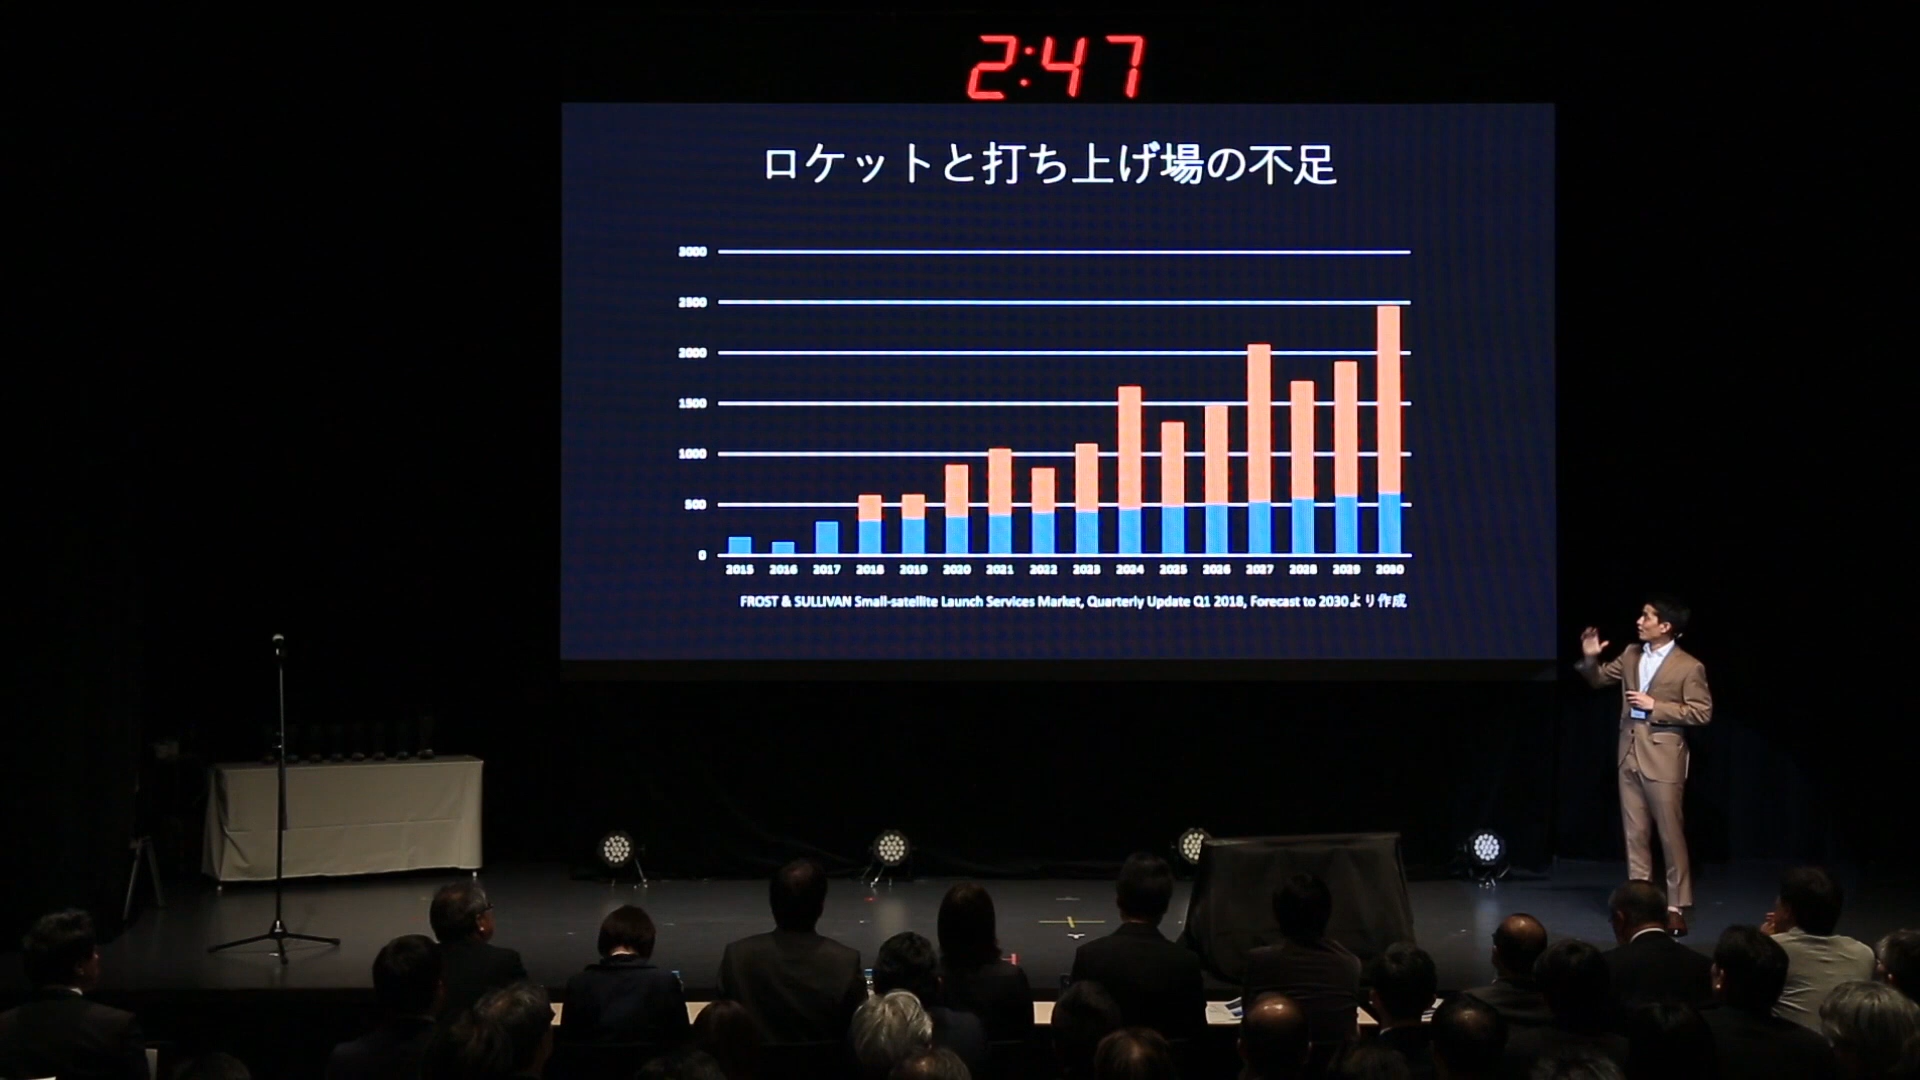 2:47
ロケットと打ち上げ場の不足
3000
2500
2000
1500
1000
500
0
2015 2016 2017 2018 2019 2020 2021 2022 2023 2024 2025 2026 2027 2028 2029 2030
FROST & SULLIVAN Small-satellite Launch Services Market, Quarterly Update Q1 2018, Forecast to 2030より作成